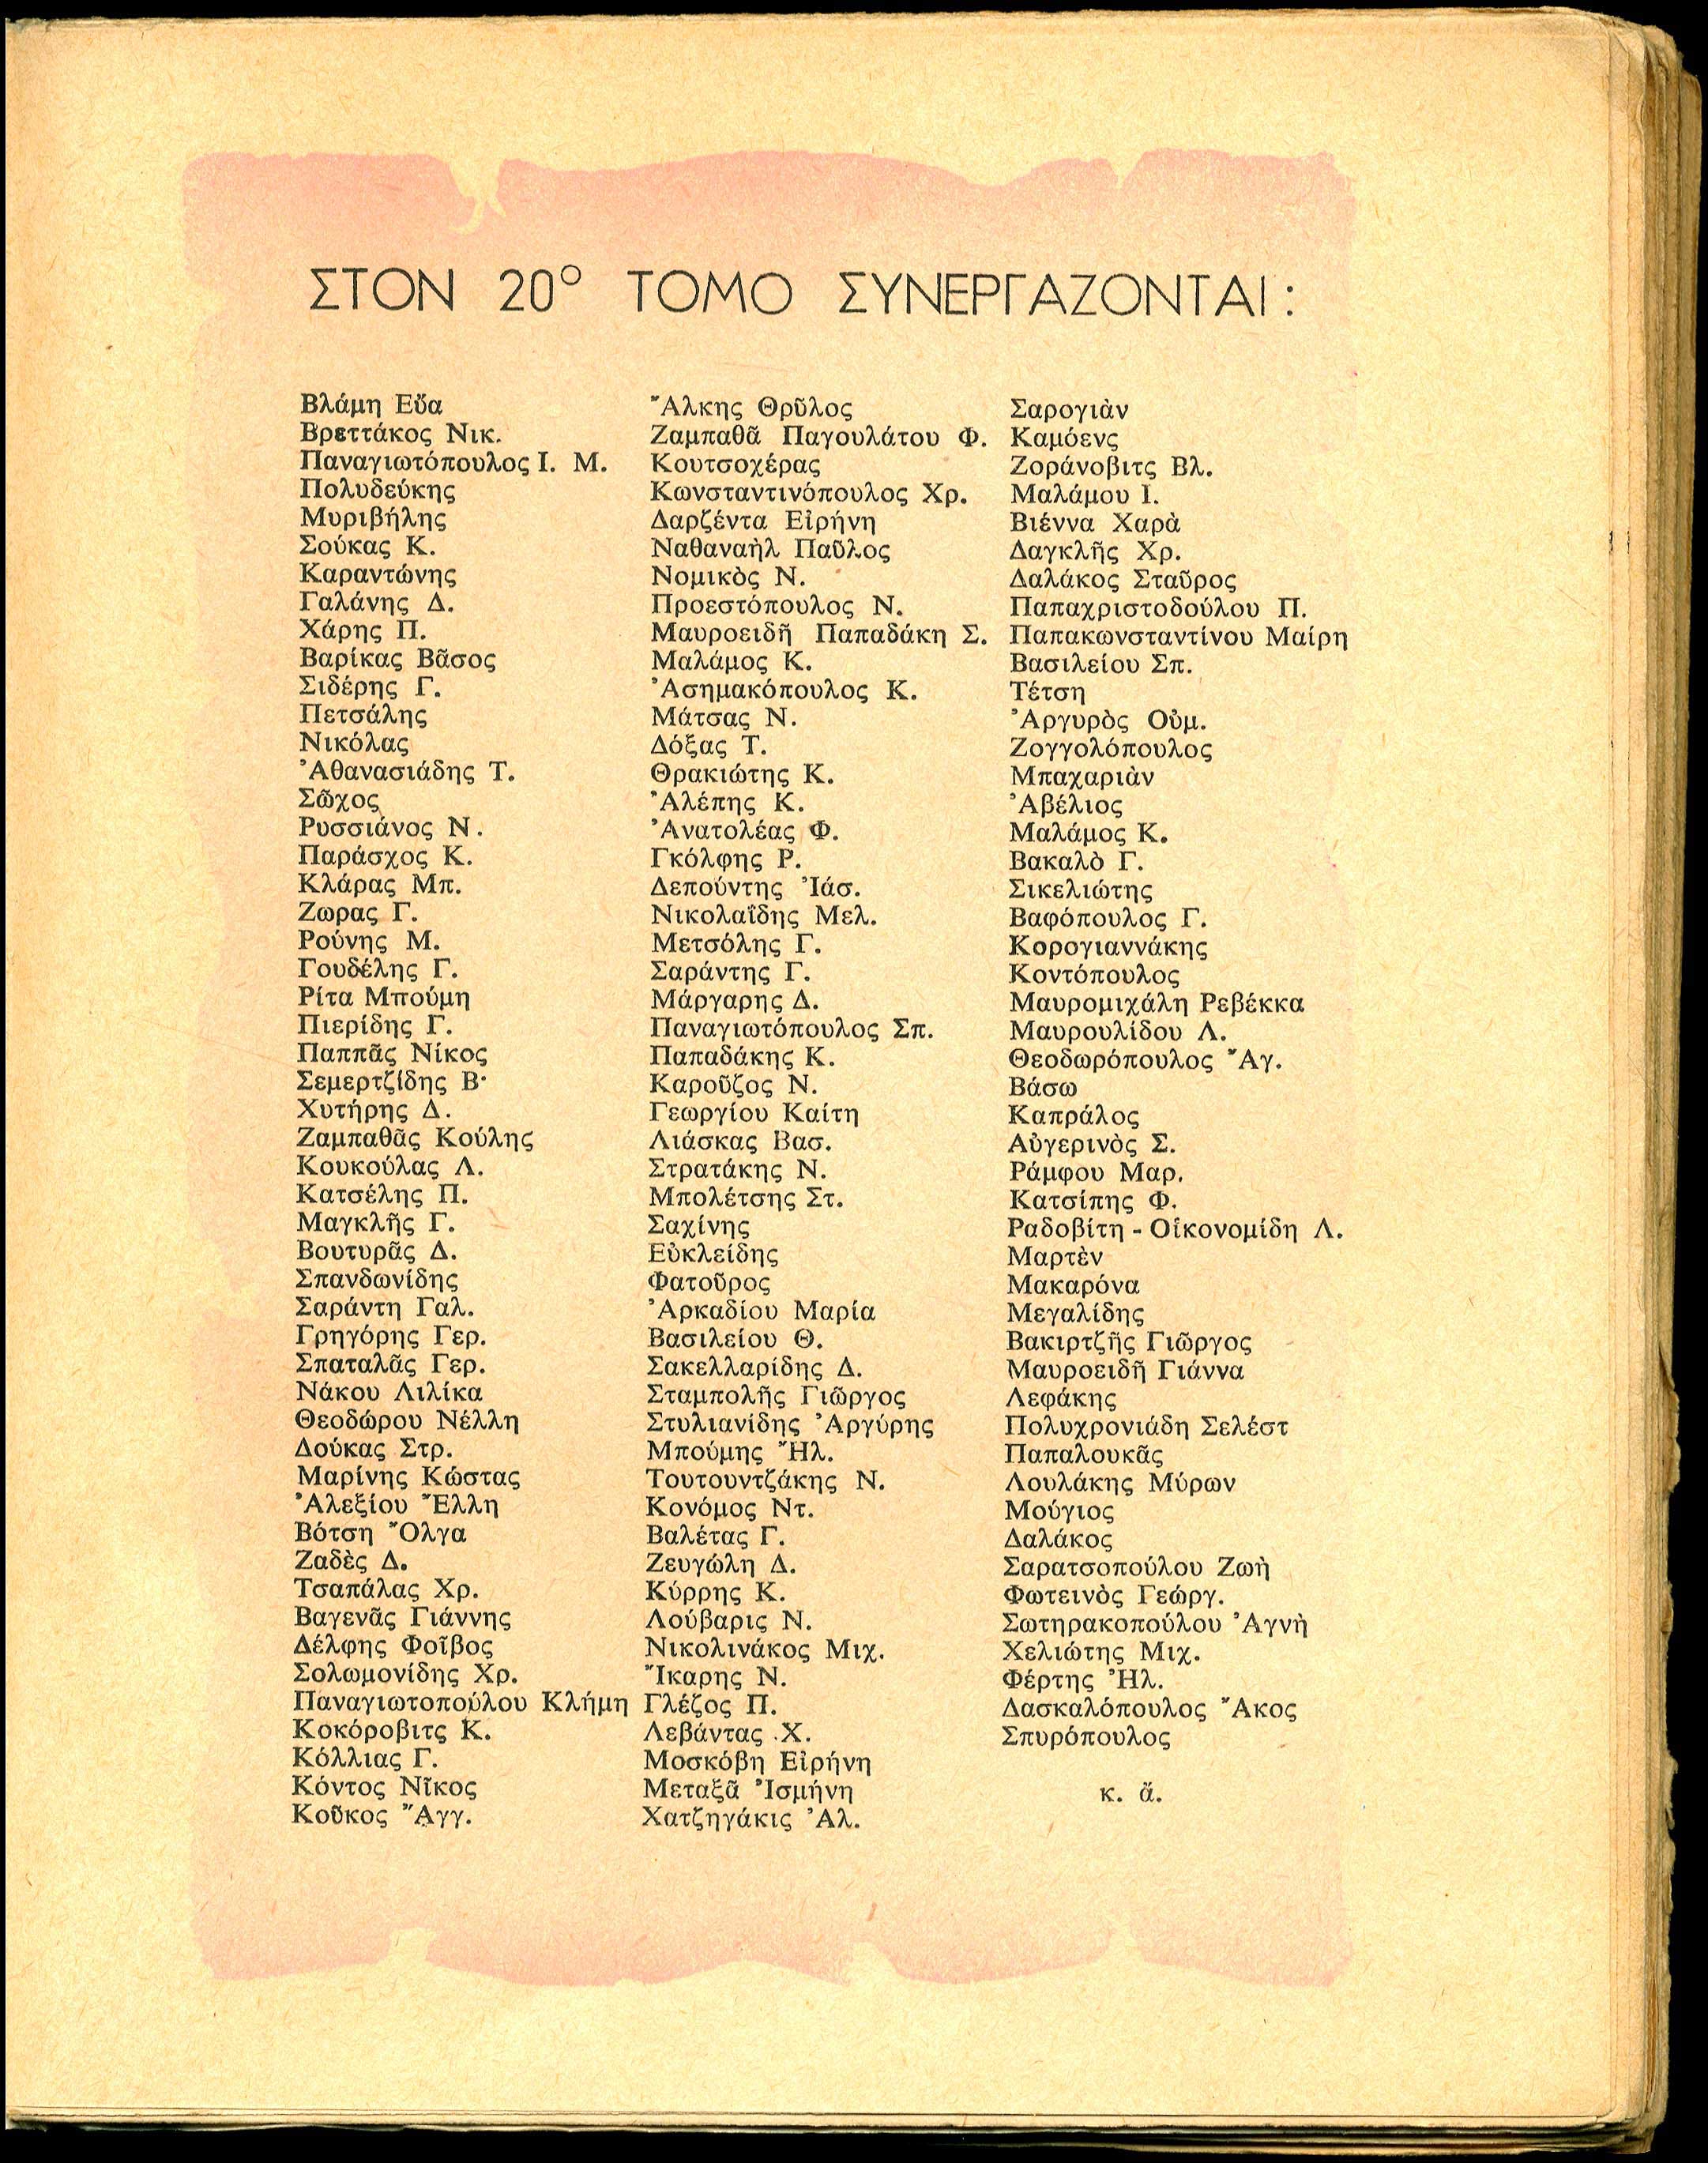 ΣΤΟΝ 20° ΤΟΜΟ ΣΥΝΕΡΓΑΖΟΝΤΑΙ :
Βλάμη Εὔα
Βρεττάκος Νικ.
Παναγιωτόπουλος Ι. Μ.
Πολυδεύκης
Μυριβήλης
Σούκας Κ.
Καραντώνης
Γαλάνης Δ.
Χάρης Π.
Βαρίκας Βᾶσος
Σιδέρης Γ.
Πετσάλης
Νικόλας
Ἀθανασιάδης Τ.
Σῶχος
Ρυσσιάνος Ν.
Παράσχος Κ.
Κλάρας Μπ.
Ζωρας Γ.
Ρούνης Μ.
Γουδέλης Γ.
Ρίτα Μπούμη
Πιερίδης Γ.
Παππᾶς Νίκος
Σεμερτζίδης Β·
Χυτήρης Δ.
Ζαμπαθᾶς Κούλης
Κουκούλας Λ.
Κατσέλης Π.
Μαγκλῆς Γ.
Βουτυρᾶς Δ.
Σπανδωνίδης
Σαράντη Γαλ.
Γρηγόρης Γερ.
Σπαταλᾶς Γερ.
Νάκου Λιλίκα
Θεοδώρου Νέλλη
Δούκας Στρ.
Μαρίνης Κώστας
Ἀλεξίου Ἔλλη
Βότση Ὄλγα
Ζαδὲς Δ.
Τσαπάλας Χρ.
Βαγενᾶς Γιάννης
Δέλφης Φοῖβος
Σολωμονίδης Χρ.
Παναγιωτοπούλου Κλήμη
Κοκόροβιτς Κ.
Κόλλιας Γ.
Κόντος Νῖκος
Κοῦκος Ἄγγ.
Ἄλκης Θρῦλος
Ζαμπαθᾶ Παγουλάτου Φ.
Κουτσοχέρας
Κωνσταντινόπουλος Χρ.
Δαρζέντα Εἰρήνη
Ναθαναὴλ Παῦλος
Νομικὸς Ν.
Προεστόπουλος Ν.
Μαυροειδῆ Παπαδάκη Σ.
Μαλάμος Κ.
Ἀσημακόπουλος Κ.
Μάτσας Ν.
Δόξας Τ.
Θρακιώτης Κ.
Ἀλέπης Κ.
Ἀνατολέας Φ.
Γκόλφης Ρ.
Δεπούντης Ἰάσ.
Νικολαΐδης Μελ.
Μετσόλης Γ.
Σαράντης Γ.
Μάργαρης Δ.
Παναγιωτόπουλος Σπ.
Παπαδάκης Κ.
Καροῦζος Ν.
Γεωργίου Καίτη
Λιάσκας Βασ.
Στρατάκης Ν.
Μπολέτσης Στ.
Σαχίνης
Εὐκλείδης
Φατοῦρος
Ἀρκαδίου Μαρία
Βασιλείου Θ.
Σακελλαρίδης Δ.
Σταμπολῆς Γιῶργος
Στυλιανίδης Ἀργύρης
Μπούμης Ἠλ.
Τουτουντζάκης Ν.
Κονόμος Ντ.
Βαλέτας Γ.
Ζευγώλη Δ.
Κύρρης Κ.
Λούβαρις Ν.
Νικολινάκος Μιχ.
Ἴκαρης Ν.
Γλέζος Π.
Λεβάντας Χ.
Μοσκόβη Εἰρήνη
Μεταξᾶ Ἰσμήνη
Χατζηγάκις Ἀλ.
Σαρογιὰν
Καμόενς
Ζοράνοβιτς Βλ.
Μαλάμου Ι.
Βιέννα Χαρὰ
Δαγκλῆς Χρ.
Δαλάκος Σταῦρος
Παπαχριστοδούλου Π.
Παπακωνσταντίνου Μαίρη
Βασιλείου Σπ.
Τέτση
Ἀργυρὸς Οὐμ.
Ζογγολόπουλος
Μπαχαριὰν
Ἀβέλιος
Μαλάμος Κ.
Βακαλὸ Γ.
Σικελιώτης
Βαφόπουλος Γ.
Κορογιαννάκης
Κοντόπουλος
Μαυρομιχάλη Ρεβέκκα
Μαυρουλίδου Λ.
Θεοδωρόπουλος Ἄγ.
Βάσω
Καπράλος
Αὐγερινὸς Σ.
Ράμφου Μαρ.
Κατσίπης Φ.
Ραδοβίτη - Οἰκονομίδη Λ.
Μαρτὲν
Μακαρόνα
Μεγαλίδης
Βακιρτζῆς Γιῶργος
Μαυροειδῆ Γιάννα
Λεφάκης
Πολυχρονιάδη Σελέστ
Παπαλουκᾶς
Λουλάκης Μύρων
Μούγιος
Δαλάκος
Σαρατσοπούλου Ζωὴ
Φωτεινὸς Γεώργ.
Σωτηρακοπούλου Ἁγνὴ
Χελιώτης Μιχ.
Φέρτης Ἠλ.
Δασκαλόπουλος Ἄκος
Σπυρόπουλος
κ. ἄ.